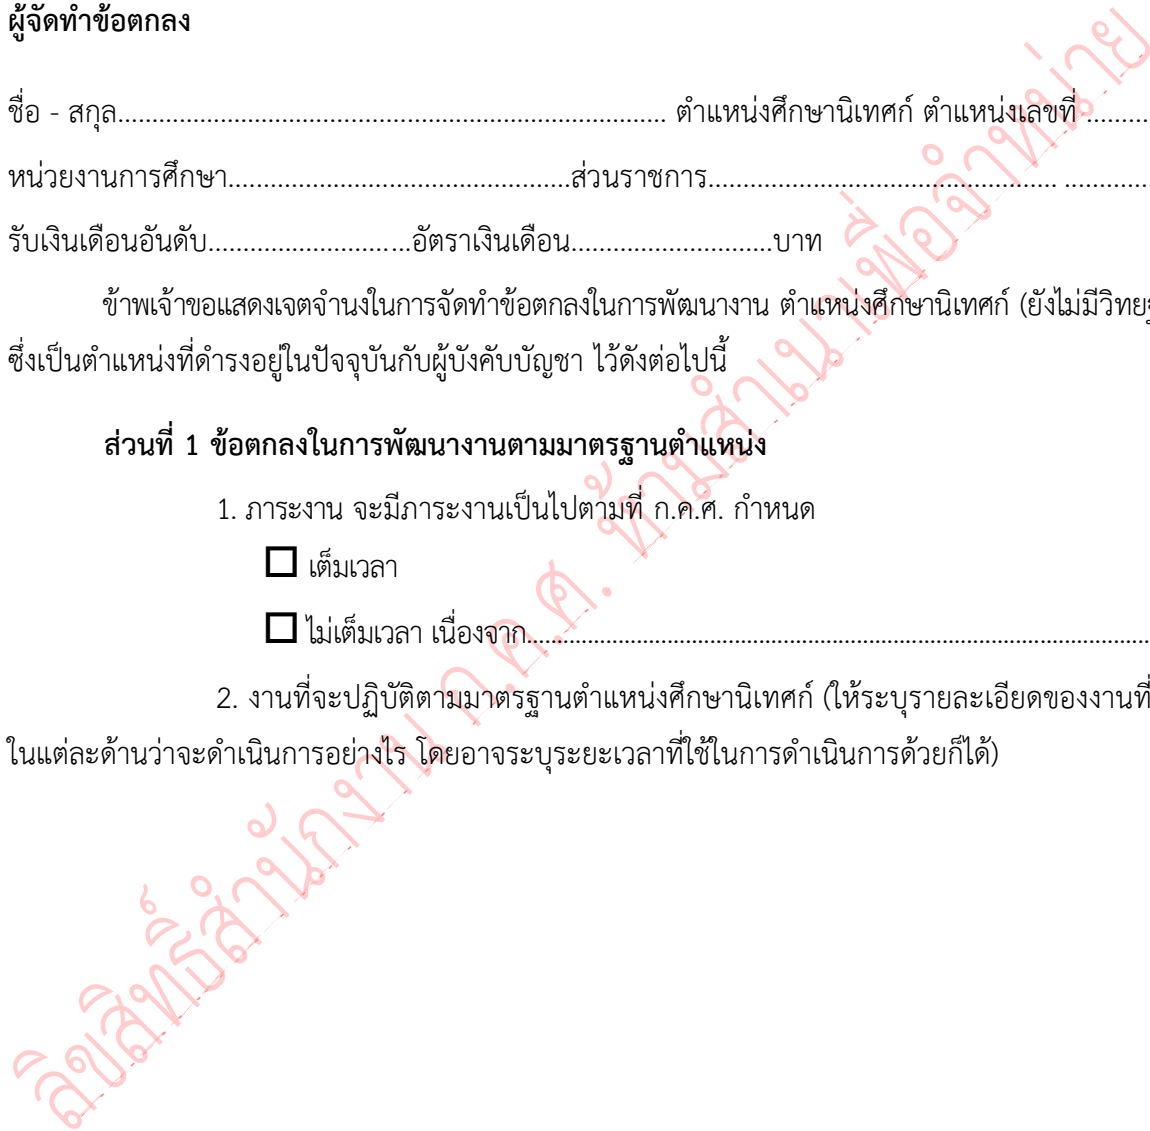 ผู้จัดทำข้อตกลง
ชื่อ - สกุล.................................................................... ตำแหน่งศึกษานิเทศก์ ตำแหน่งเลขที่ .........
หน่วยงานการศึกษา...........................................ส่วนราชการ........................................... ............
รับเงินเดือนอันดับ.........................อัตราเงินเดือน.........................บาท
ข้าพเจ้าขอแสดงเจตจำนงในการจัดทำข้อตกลงในการพัฒนางาน ตำแหน่งศึกษานิเทศก์ (ยังไม่มี
ซึ่งเป็นตำแหน่งที่ดำรงอยู่ในปัจจุบันกับผู้บังคับบัญชา ไว้ดังต่อไปนี้
ส่วนที่ 1 ข้อตกลงในการพัฒนางานตามมาตรฐานตำแหน่ง
1. ภาระงาน จะมีภาระงานเป็นไปตามที่ ก.ค.ศ. กำหนด
☐ เต็มเวลา
☐ ไม่เต็มเวลา เนื่องจาก..............................................................................
2. งานที่จะปฏิบัติตามมาตรฐานตำแหน่งศึกษานิเทศก์ (ให้ระบุรายละเอียดของงานที่
ในแต่ละด้านว่าจะดำเนินการอย่างไร โดยอาจระบุระยะเวลาที่ใช้ในการดำเนินการด้วยก็ได้)
ลิขสิทธิ์สำนักงาน ก.ค.ศ. ห้ามสำเนาเพื่อจำหน่าย